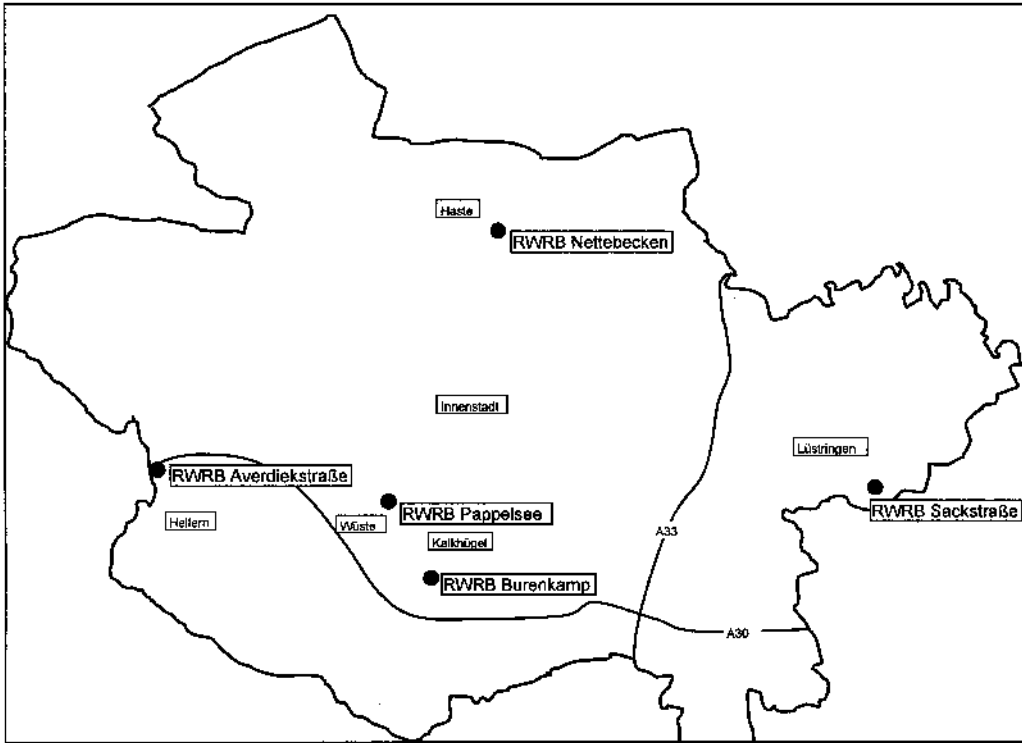 Haste
RWRB Nettebecken
Innenstadt
Lüstringen
RWRB Averdiekstraße
RWRB Sackstraße
RWRB Pappelsee
Hellern
Wüste
A33
Kalkhügel
RWRB Burenkamp
A30